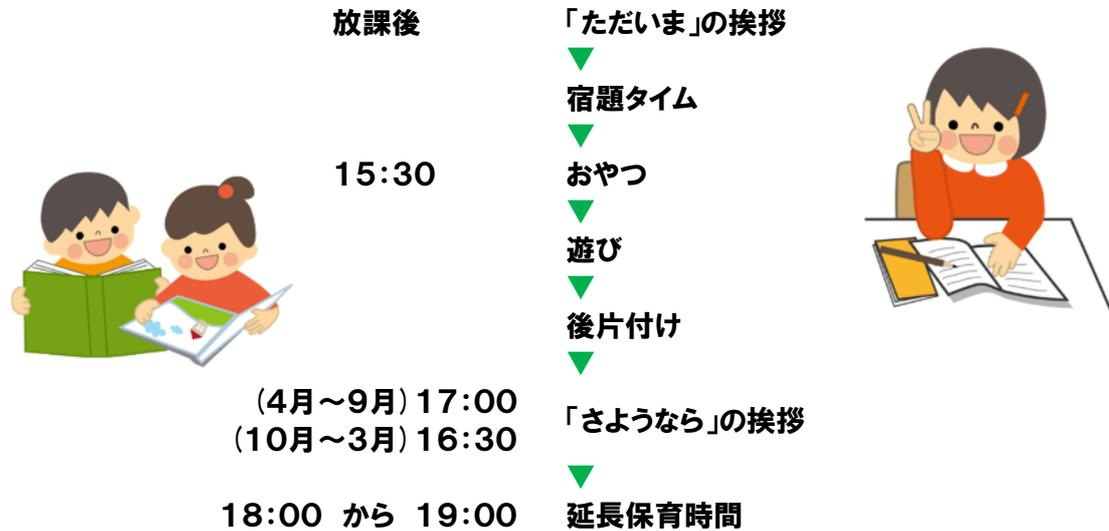 放課後 「ただいま」の挨拶
▼
宿題タイム
▼
15:30 おやつ
▼
遊び
▼
後片付け
▼
(4月～9月)17:00
(10月～3月)16:30
「さようなら」の挨拶
▼
18:00 から 19:00 延長保育時間